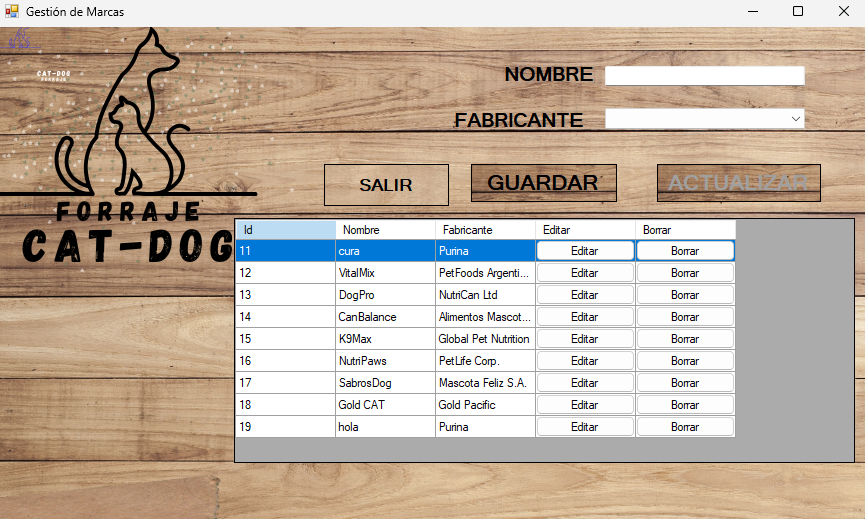 Gestión de Marcas
CAT-DOG
FORRAJE
NOMBRE
FABRICANTE
SALIR GUARDAR ACTUALIZAR
FORRAJE
CAT-DOG
Id Nombre Fabricante Editar Borrar
11 cura Purina Editar Borrar
12 VitalMix PetFoods Argenti... Editar Borrar
13 DogPro NutriCan Ltd Editar Borrar
14 CanBalance Alimentos Mascot... Editar Borrar
15 K9Max Global Pet Nutrition Editar Borrar
16 NutriPaws PetLife Corp. Editar Borrar
17 SabrosDog Mascota Feliz S.A. Editar Borrar
18 Gold CAT Gold Pacific Editar Borrar
19 hola Purina Editar Borrar